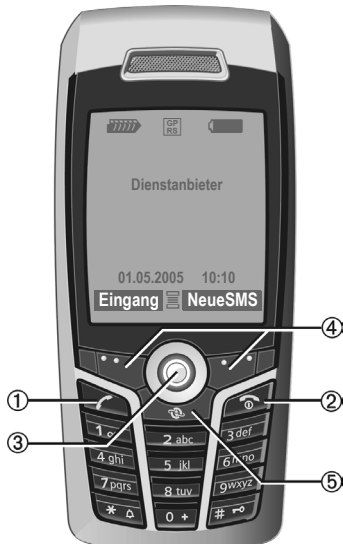 GP
RS
Dienstanbieter
01.05.2005 10:10
Eingang NeueSMS
④
①
②
③
⑤
1
2 abc
3 def
4 ghi
5 jkl
6 mno
7 pqrs
8 tuv
9 wxyz
*
0 +
#